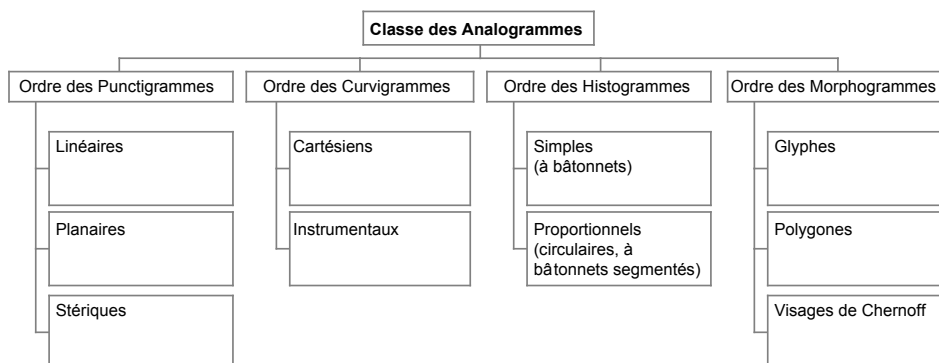 Classe des Analogrammes
Ordre des Punctigrammes
Ordre des Curvigrammes
Ordre des Histogrammes
Ordre des Morphogrammes
Linéaires
Cartésiens
Simples
(à bâtonnets)
Glyphes
Planaires
Instrumentaux
Proportionnels
(circulaires, à
bâtonnets segmentés)
Polygones
Stériques
Visages de Chernoff